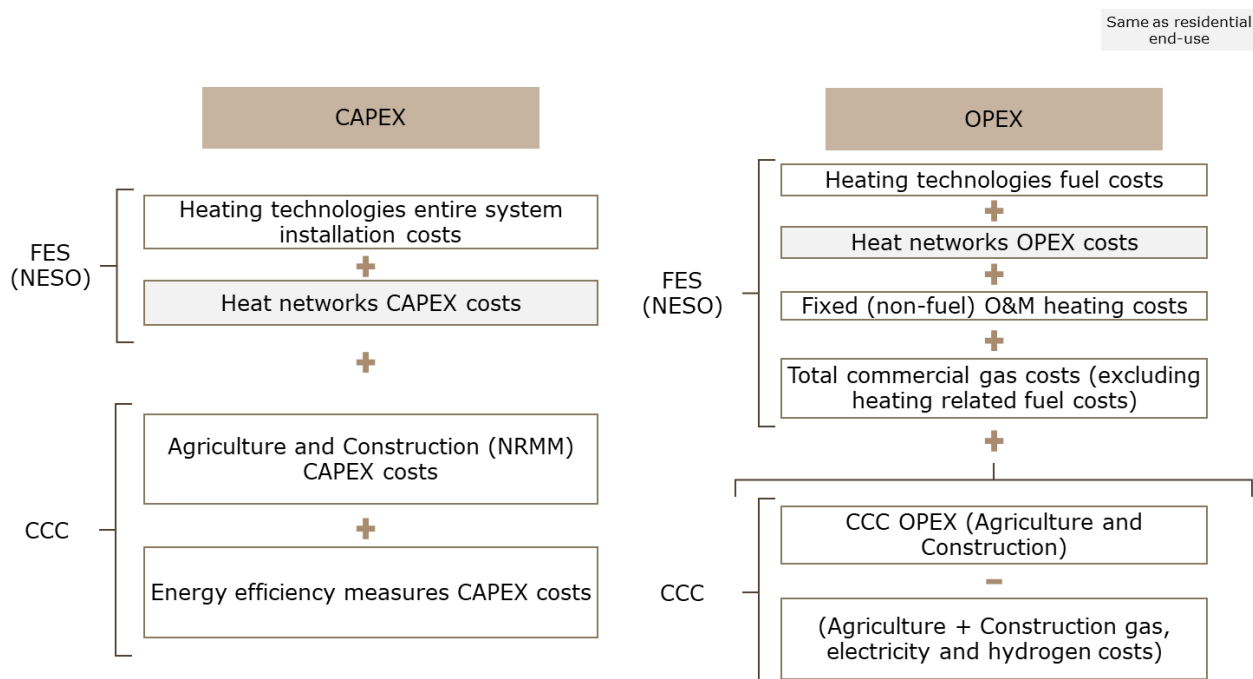 Same as residential
end-use
CAPEX
FES
(NESO)
Heating technologies entire system
installation costs
+
Heat networks CAPEX costs
+
CCC
Agriculture and Construction (NRMM)
CAPEX costs
+
Energy efficiency measures CAPEX costs
OPEX
FES
(NESO)
Heating technologies fuel costs
+
Heat networks OPEX costs
+
Fixed (non-fuel) O&M heating costs
+
Total commercial gas costs (excluding
heating related fuel costs)
+
CCC
CCC OPEX (Agriculture and
Construction)
-
(Agriculture + Construction gas,
electricity and hydrogen costs)